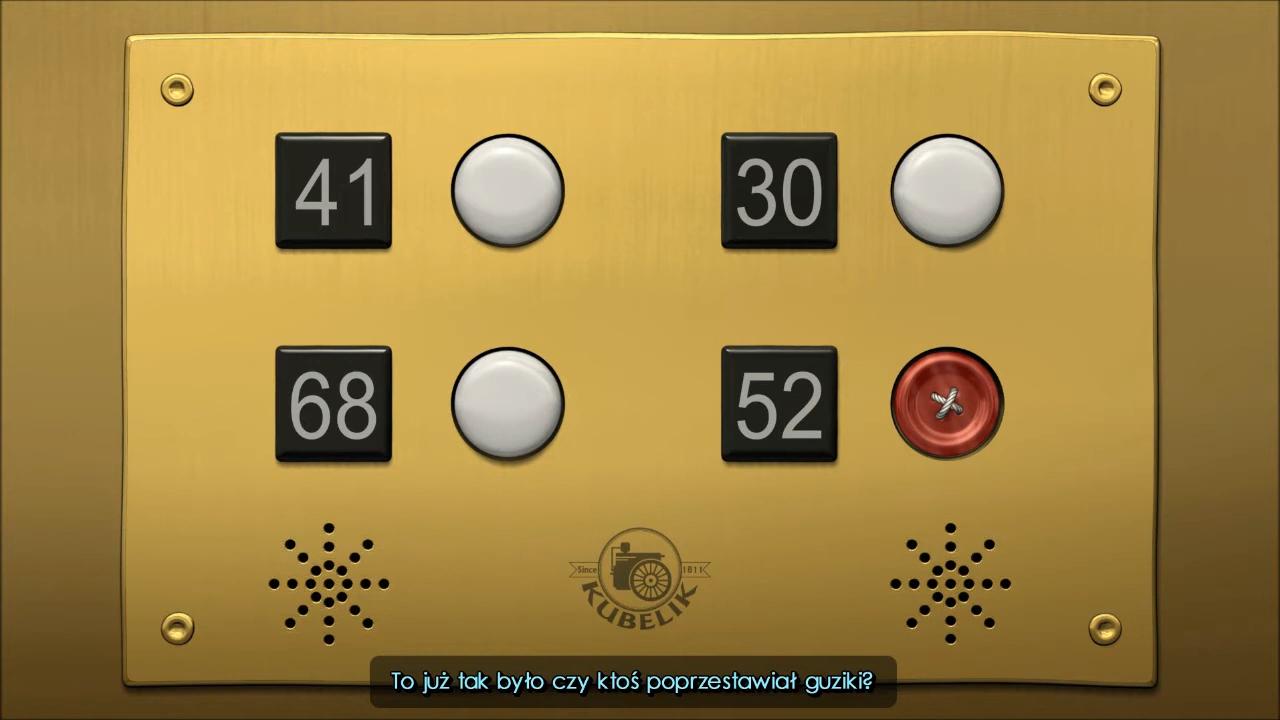 41 30
68 52
Since 1811
KUBELIK
To już tak było czy ktoś poprzestawiał guziki?